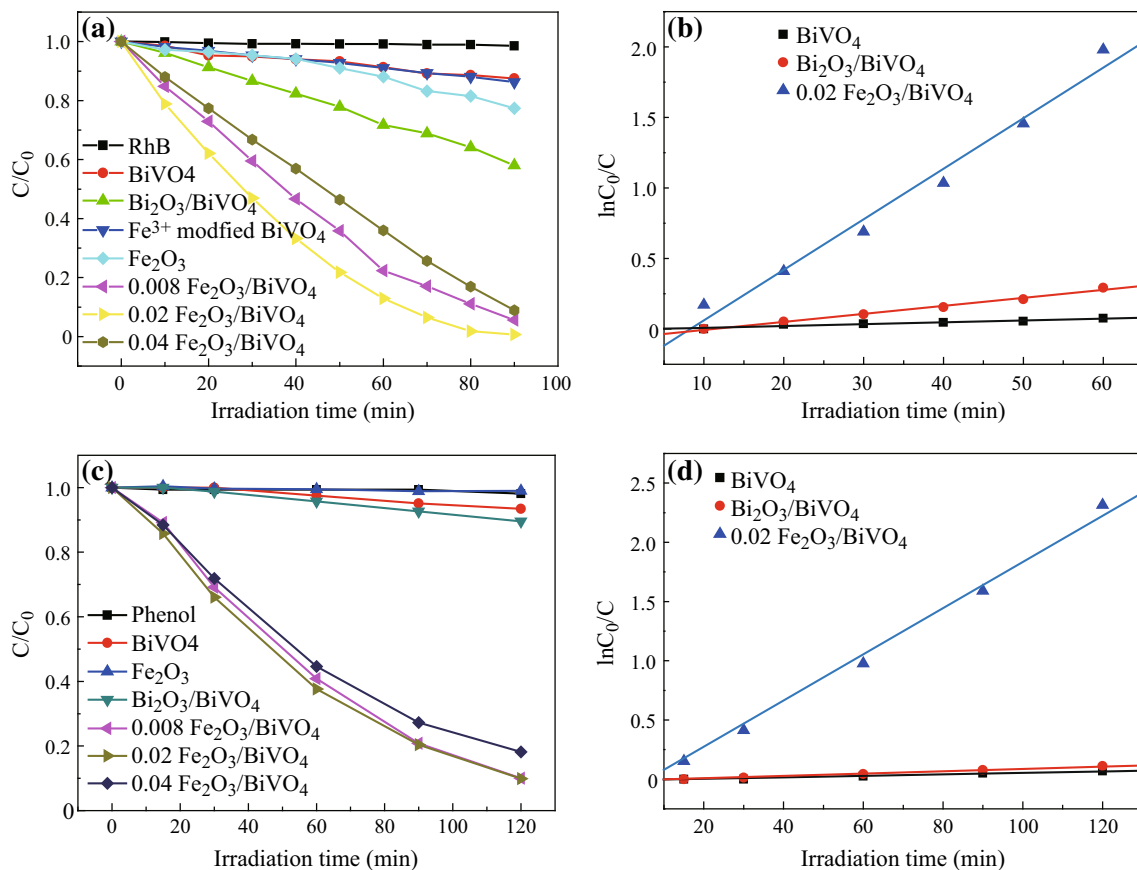 (a)
1.0
0.8
0.6
0.4
0.2
0
C/C₀
RhB
BiVO4
Bi₂O₃/BiVO₄
Fe³⁺ modfied BiVO₄
Fe₂O₃
0.008 Fe₂O₃/BiVO₄
0.02 Fe₂O₃/BiVO₄
0.04 Fe₂O₃/BiVO₄
0 20 40 60 80 100
Irradiation time (min)
(b)
2.0
1.5
1.0
0.5
0
lnC₀/C
BiVO₄
Bi₂O₃/BiVO₄
0.02 Fe₂O₃/BiVO₄
10 20 30 40 50 60
Irradiation time (min)
(c)
1.0
0.8
0.6
0.4
0.2
0
C/C₀
Phenol
BiVO4
Fe₂O₃
Bi₂O₃/BiVO₄
0.008 Fe₂O₃/BiVO₄
0.02 Fe₂O₃/BiVO₄
0.04 Fe₂O₃/BiVO₄
0 20 40 60 80 100 120
Irradiation time (min)
(d)
2.5
2.0
1.5
1.0
0.5
0
lnC₀/C
BiVO₄
Bi₂O₃/BiVO₄
0.02 Fe₂O₃/BiVO₄
20 40 60 80 100 120
Irradiation time (min)